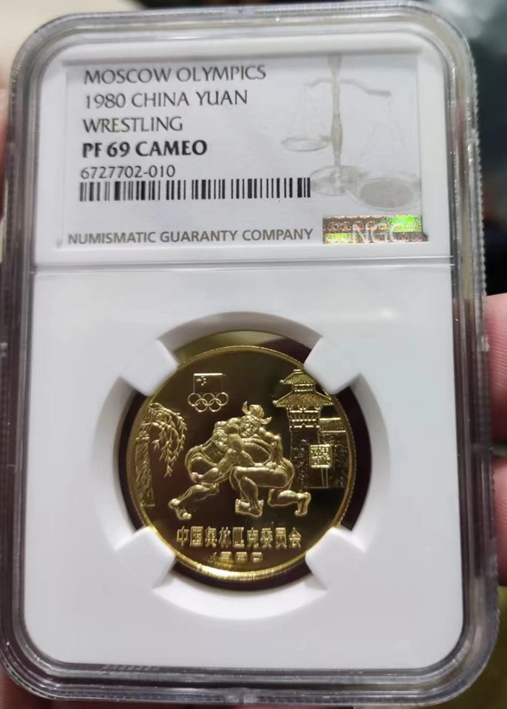 MOSCOW OLYMPICS
1980 CHINA YUAN
WRESTLING
PF 69 CAMEO
6727702-010
NUMISMATIC GUARANTY COMPANY
NGC
中国奥林匹克委员会